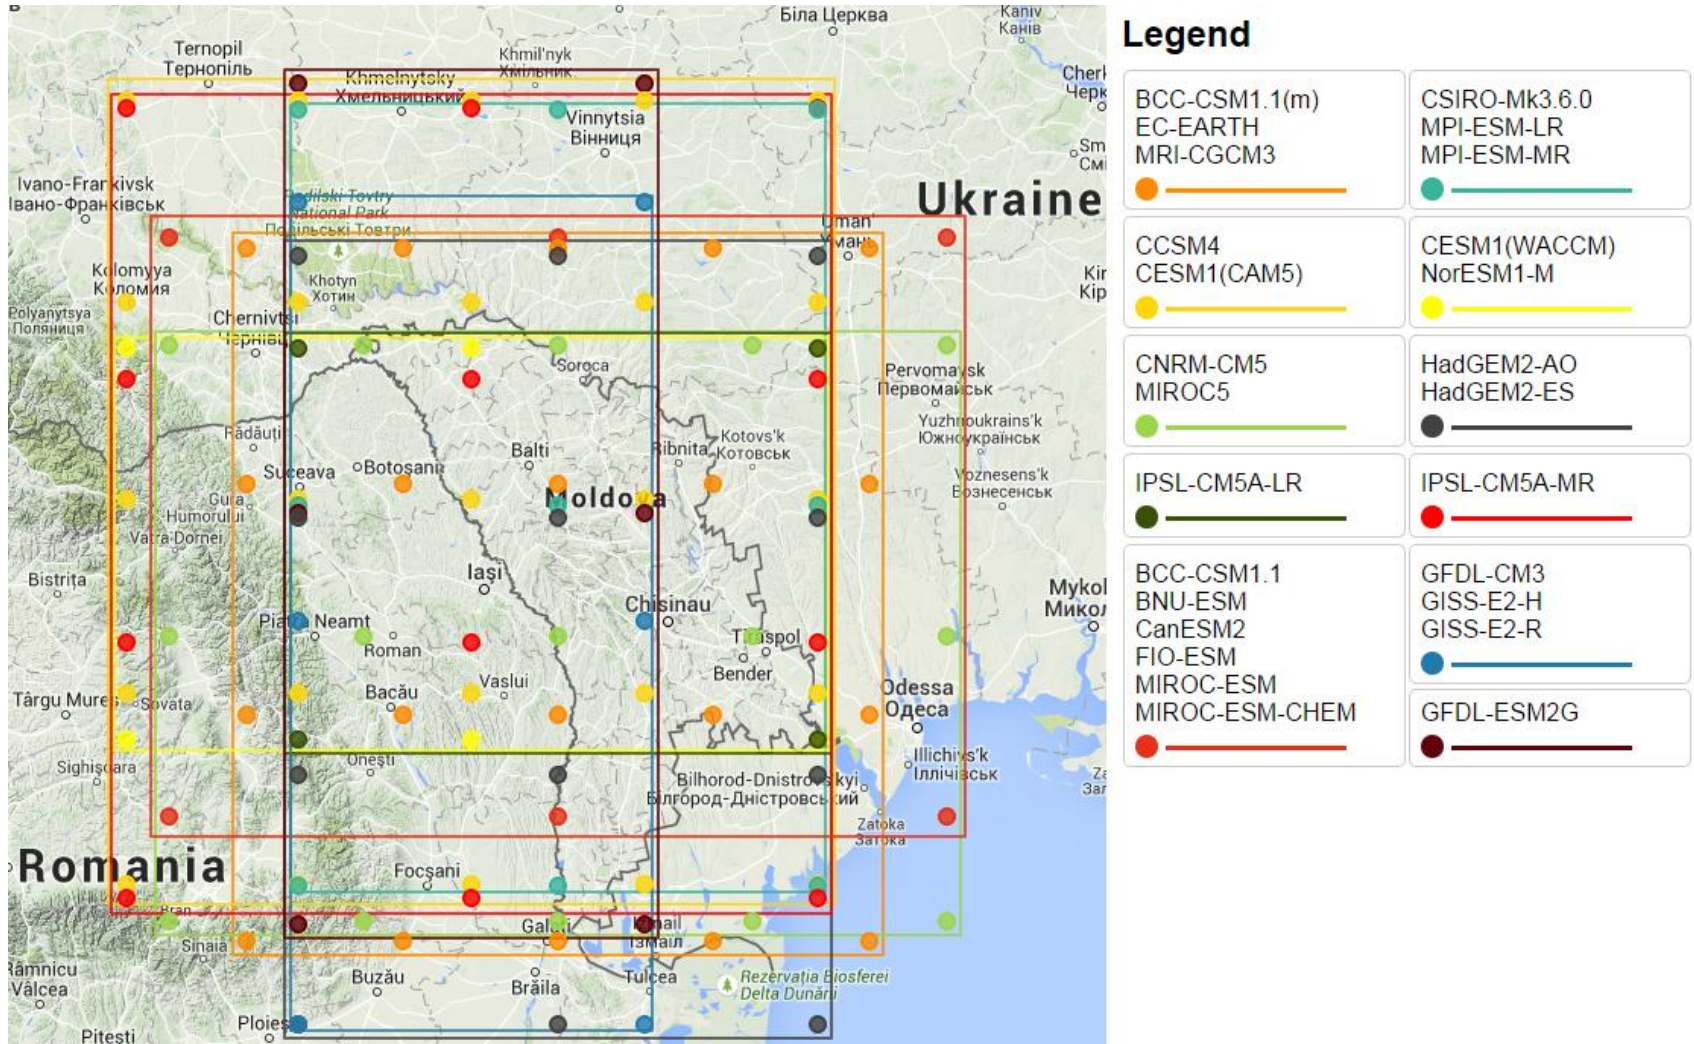 Біла Церква
Kaniv
Канів
Ternopil
Тернопіль
Khmil'nyk
Хмільник
Khmelnytsky
Хмельницький
Vinnytsia
Вінниця
Ivano-Frankivsk
Івано-Франківськ
Podilski Tovtry
National Park
Подільські Товтри
Ukraine
Uman'
Умань
Kolomyya
Коломия
Polyanytsya
Поляниця
Khotyn
Хотин
Chernivtsi
Чернівці
Soroca
Pervomaysk
Первомайськ
Yuzhnoukrains'k
Южноукраїнськ
Rădăuți
Suceava
Botoșani
Balti
Ribnita
Kotovs'k
Котовськ
Voznesens'k
Вознесенськ
Moldova
Gura
Humorului
Vatra Dornei
Bistrița
Iași
Chisinau
Piatra Neamt
Roman
Tiraspol
Bender
Târgu Mureș
Sovata
Bacău
Vaslui
Odessa
Одеса
Sighișoara
Onești
Illichivs'k
Іллічівськ
Bilhorod-Dnistrovs'kyi
Білгород-Дністровський
Zatoka
Затока
Romania
Focșani
Bran
Sinaia
Galați
Izmail
Ізмаїл
Râmnicu
Vâlcea
Buzău
Brăila
Tulcea
Rezervația Biosferei
Delta Dunării
Pitești
Legend
BCC-CSM1.1(m)
EC-EARTH
MRI-CGCM3
CSIRO-Mk3.6.0
MPI-ESM-LR
MPI-ESM-MR
CCSM4
CESM1(CAM5)
CESM1(WACCM)
NorESM1-M
CNRM-CM5
MIROC5
HadGEM2-AO
HadGEM2-ES
IPSL-CM5A-LR
IPSL-CM5A-MR
BCC-CSM1.1
BNU-ESM
CanESM2
FIO-ESM
MIROC-ESM
MIROC-ESM-CHEM
GFDL-CM3
GISS-E2-H
GISS-E2-R
GFDL-ESM2G